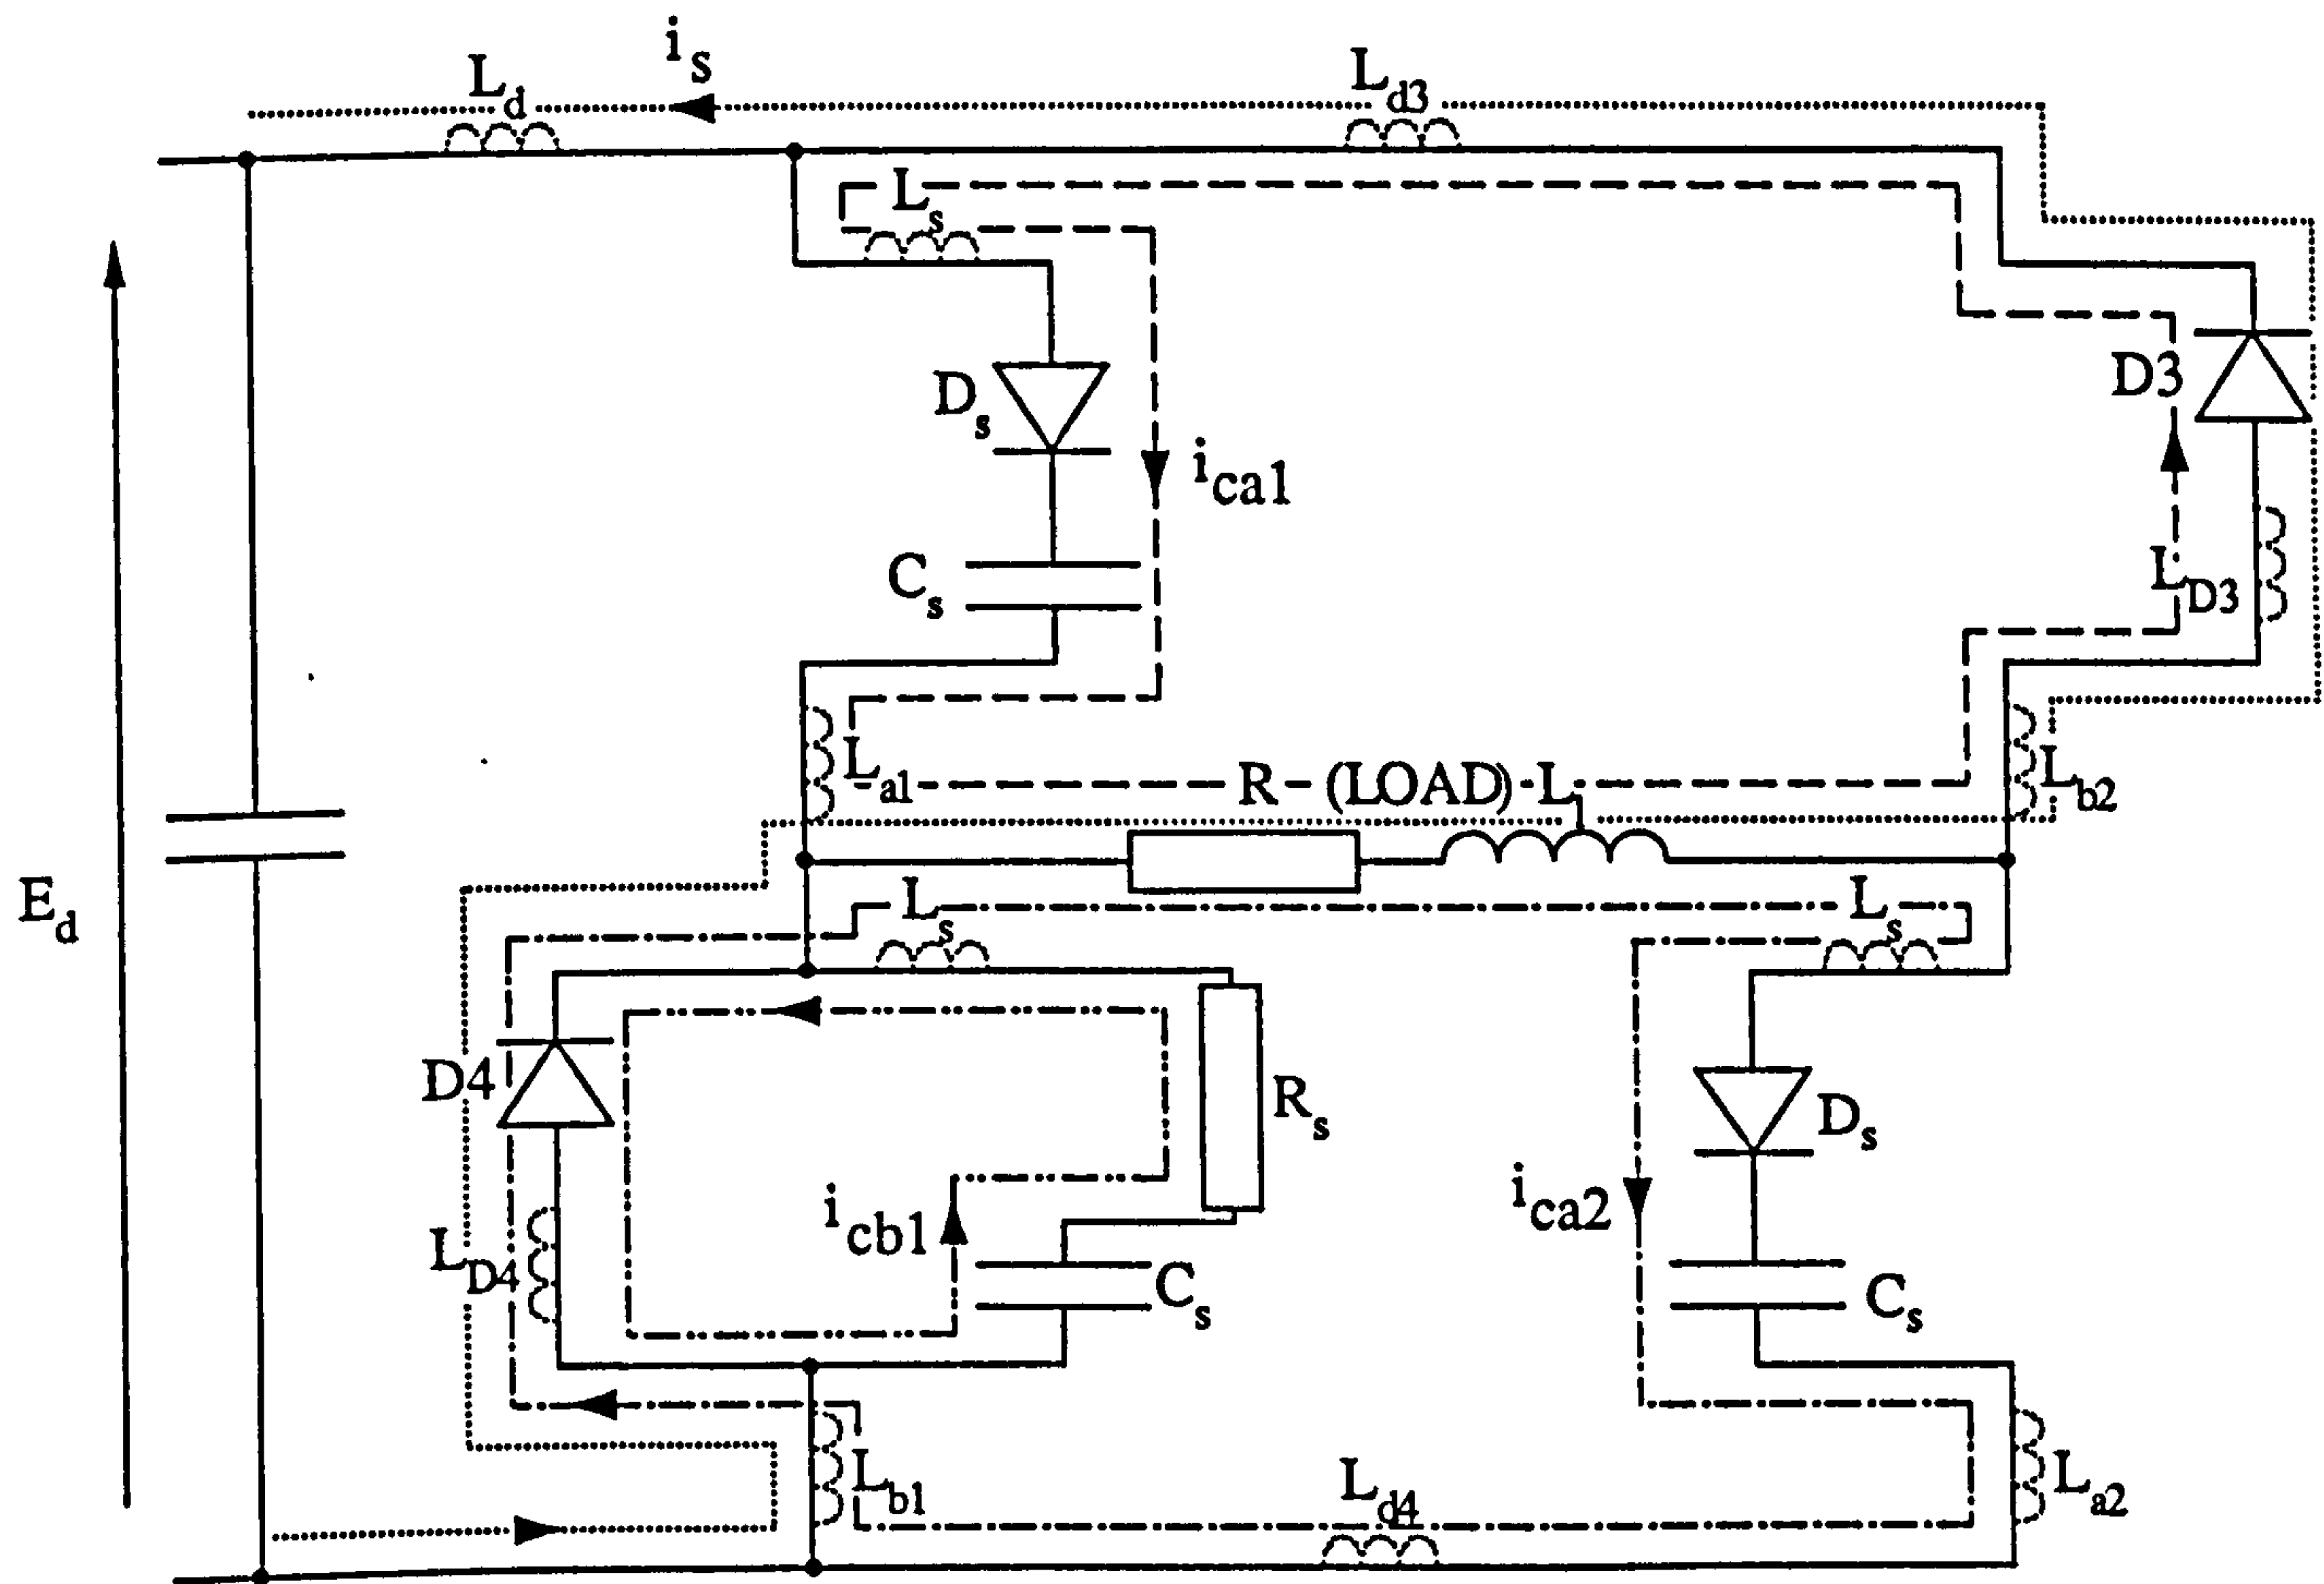 i_s
L_d
L_d3
L_s
D_s
D3
i_ca1
C_s
L_D3
L_a1
R (LOAD) L
L_b2
E_d
L_s
L_s
D4
R_s
D_s
i_cb1
i_ca2
L_D4
C_s
C_s
L_b1
L_d4
L_a2